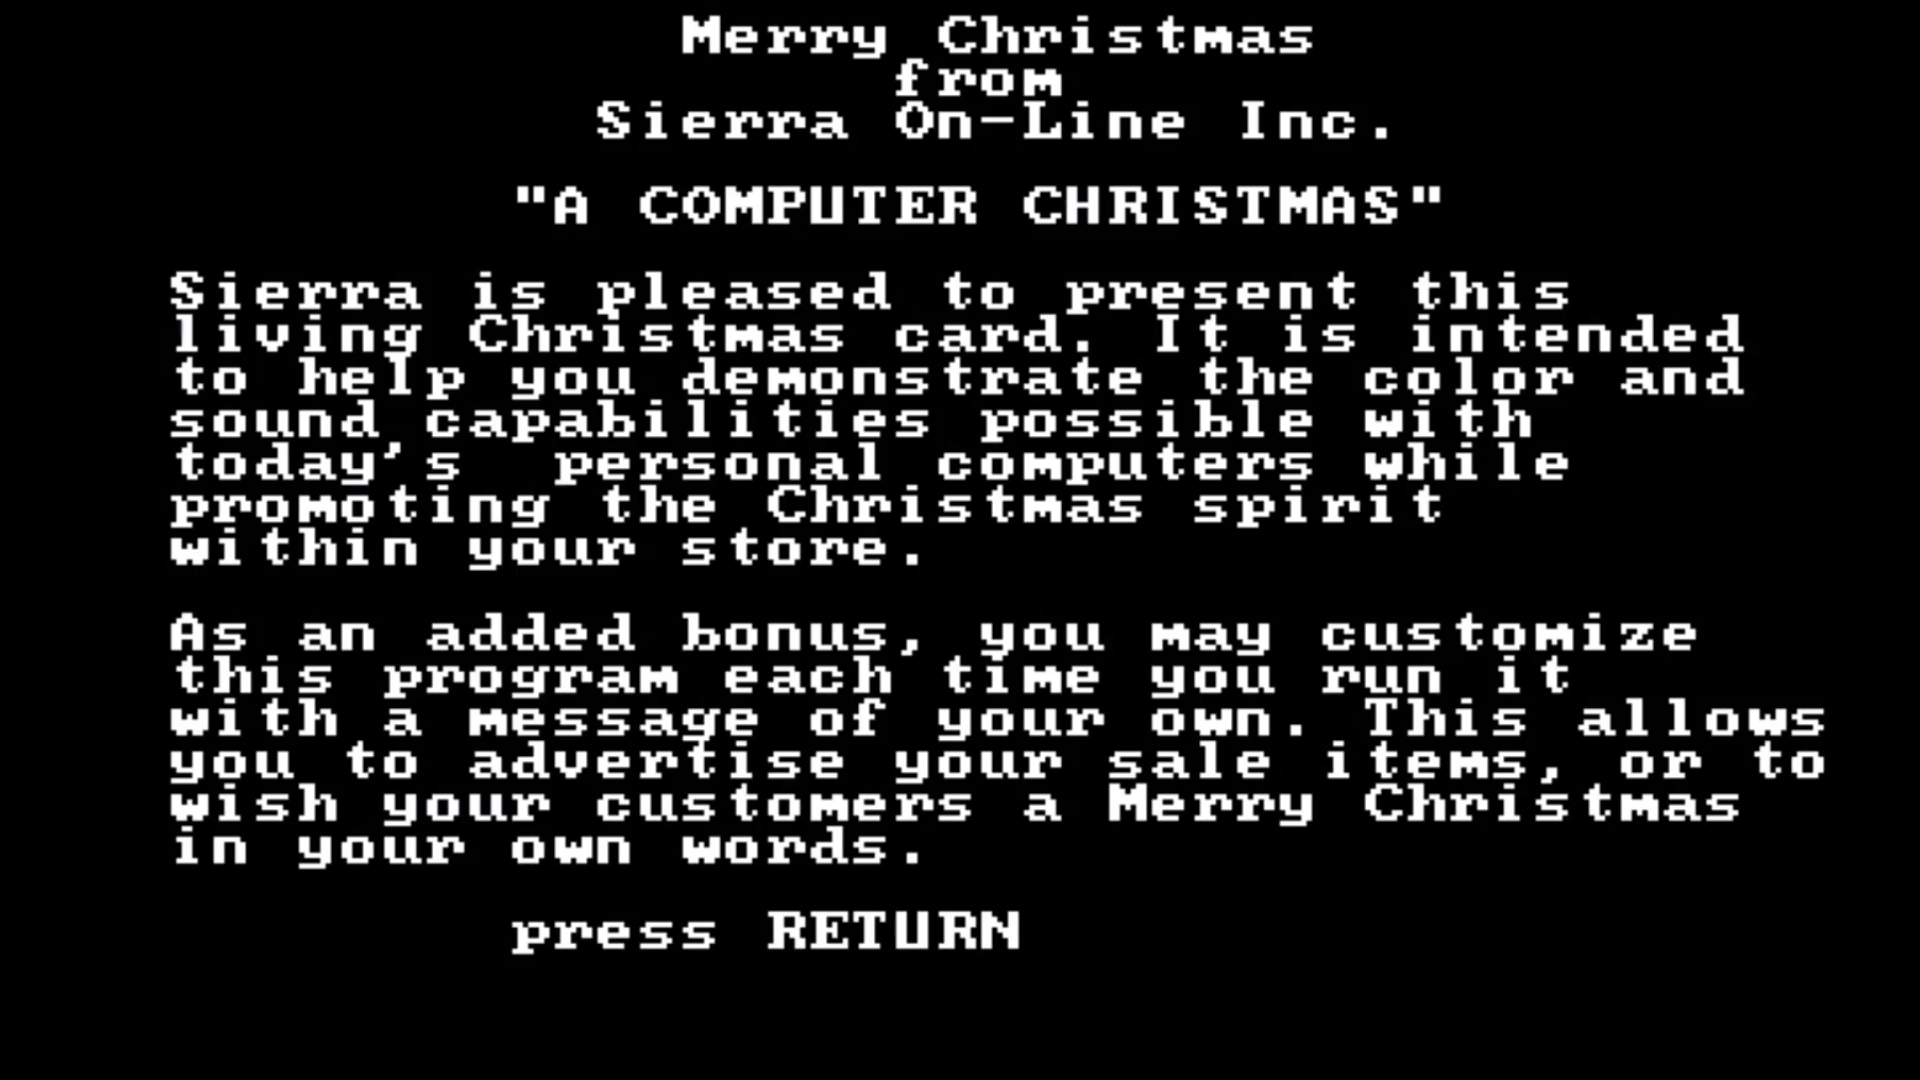 Merry Christmas
from
Sierra On-Line Inc.
"A COMPUTER CHRISTMAS"
Sierra is pleased to present this
living Christmas card. It is intended
to help you demonstrate the color and
sound capabilities possible with
today's  personal computers while
promoting the Christmas spirit
within your store.
As an added bonus, you may customize
this program each time you run it
with a message of your own. This allows
you to advertise your sale items, or to
wish your customers a Merry Christmas
in your own words.
press RETURN